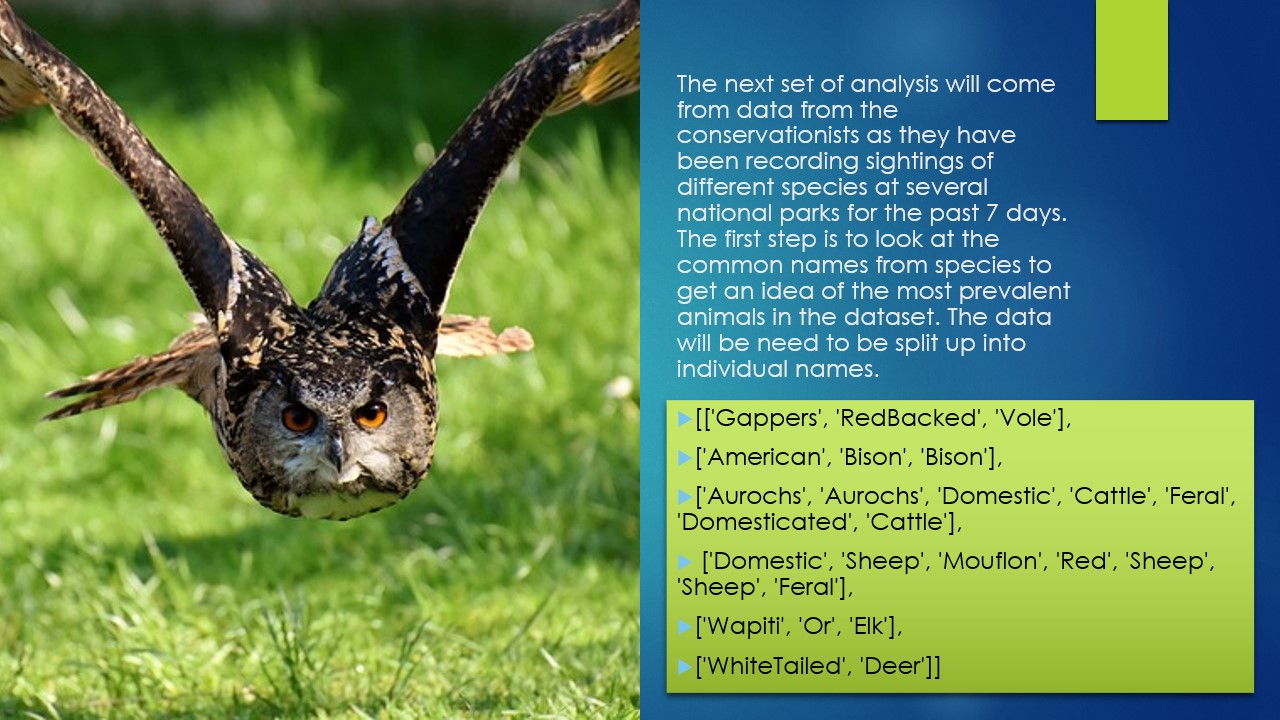 The next set of analysis will come
from data from the
conservationists as they have
been recording sightings of
different species at several
national parks for the past 7 days.
The first step is to look at the
common names from species to
get an idea of the most prevalent
animals in the dataset. The data
will be need to be split up into
individual names.
[['Gappers', 'RedBacked', 'Vole'],
['American', 'Bison', 'Bison'],
['Aurochs', 'Aurochs', 'Domestic', 'Cattle', 'Feral',
'Domesticated', 'Cattle'],
['Domestic', 'Sheep', 'Mouflon', 'Red', 'Sheep',
'Sheep', 'Feral'],
['Wapiti', 'Or', 'Elk'],
['WhiteTailed', 'Deer']]